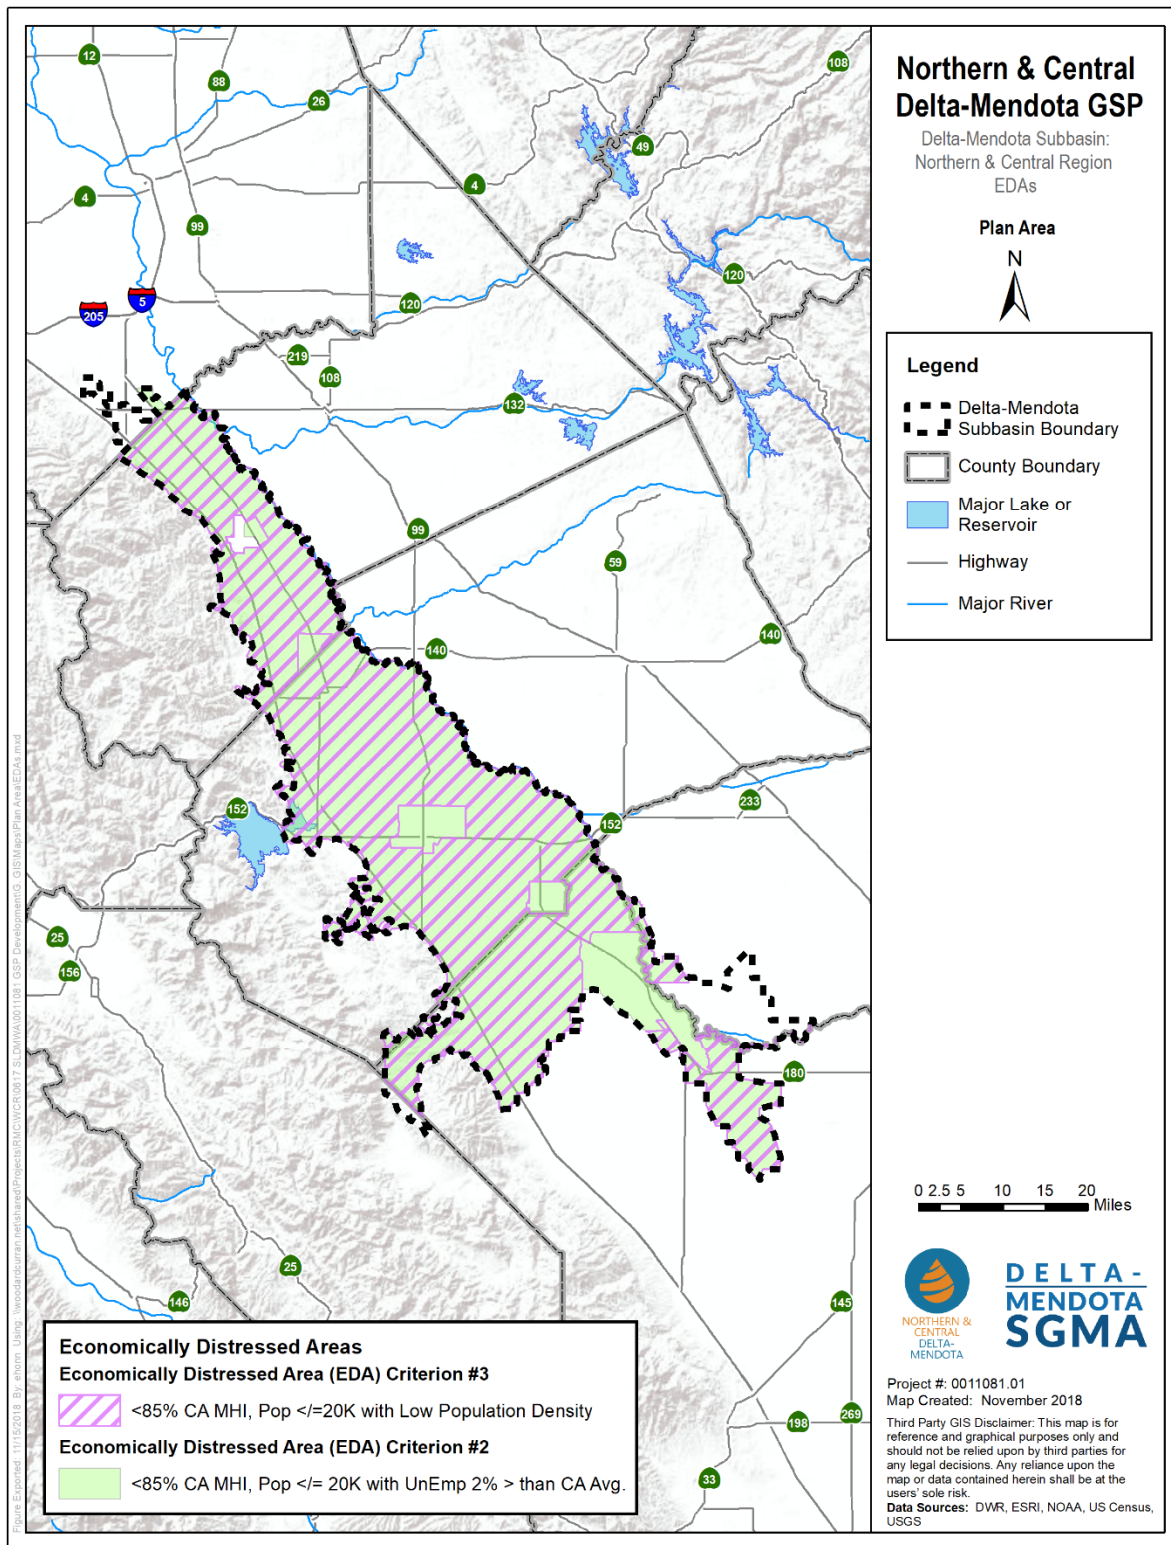 Northern & Central
Delta-Mendota GSP
Delta-Mendota Subbasin:
Northern & Central Region
EDAs
Plan Area
N
Legend
Delta-Mendota
Subbasin Boundary
County Boundary
Major Lake or
Reservoir
Highway
Major River
12
88
26
108
49
4
4
99
120
5
205
120
219
108
132
99
59
140
140
152
233
152
25
156
180
25
146
145
198
269
33
0 2.5 5 10 15 20
Miles
NORTHERN &
CENTRAL
DELTA-
MENDOTA
DELTA-
MENDOTA
SGMA
Project #: 0011081.01
Map Created: November 2018
Third Party GIS Disclaimer: This map is for
reference and graphical purposes only and
should not be relied upon by third parties for
any legal decisions. Any reliance upon the
map or data contained herein shall be at the
users' sole risk.
Data Sources: DWR, ESRI, NOAA, US Census,
USGS
Economically Distressed Areas
Economically Distressed Area (EDA) Criterion #3
<85% CA MHI, Pop </=20K with Low Population Density
Economically Distressed Area (EDA) Criterion #2
<85% CA MHI, Pop </= 20K with UnEmp 2% > than CA Avg.